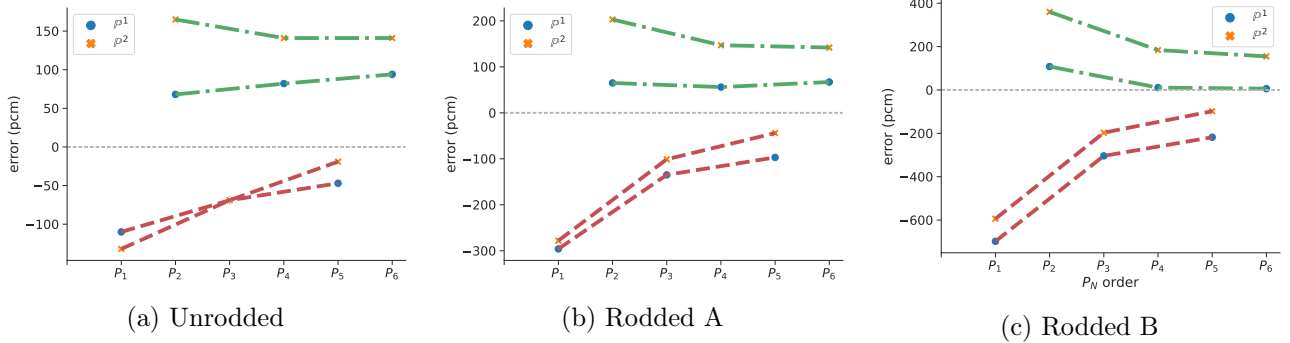 error (pcm)
150
100
50
0
−50
−100
ℙ¹
ℙ²
P₁ P₂ P₃ P₄ P₅ P₆
(a) Unrodded
error (pcm)
200
100
0
−100
−200
−300
ℙ¹
ℙ²
P₁ P₂ P₃ P₄ P₅ P₆
(b) Rodded A
error (pcm)
400
200
0
−200
−400
−600
ℙ¹
ℙ²
P₁ P₂ P₃ P₄ P₅ P₆
P_N order
(c) Rodded B